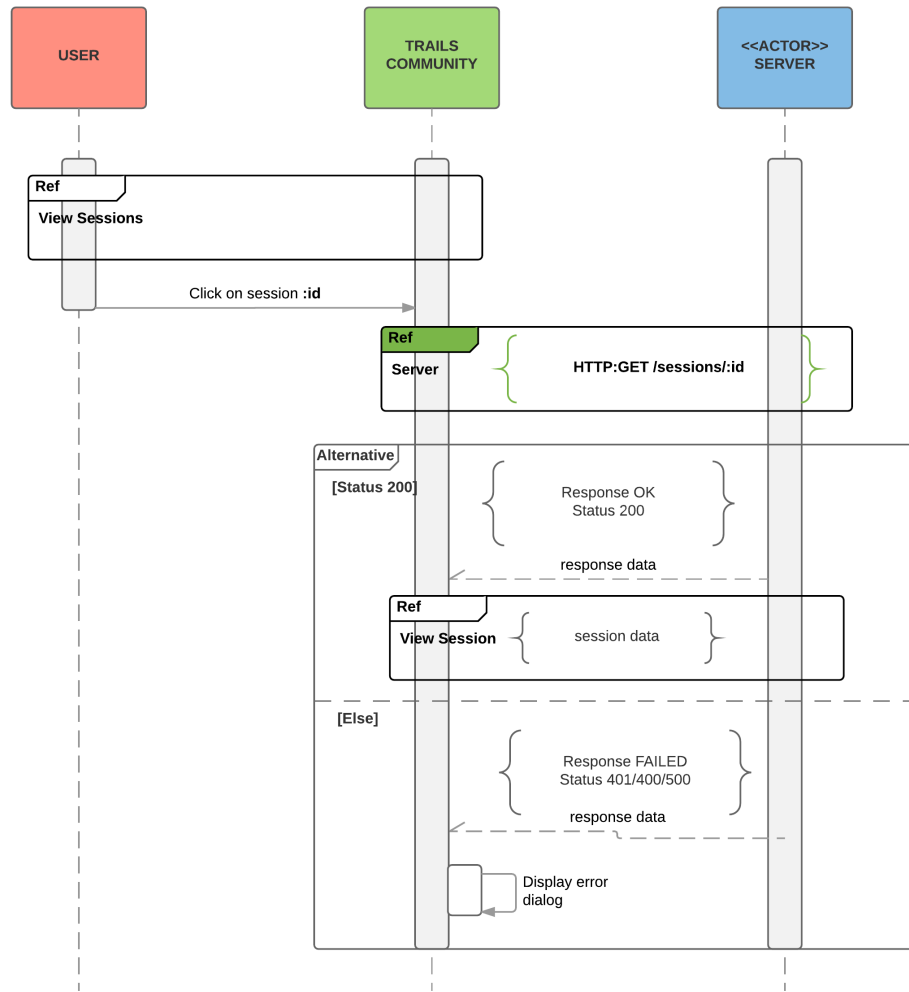 USER
TRAILS
COMMUNITY
<<ACTOR>>
SERVER
Ref
View Sessions
Click on session :id
Ref
Server
HTTP:GET /sessions/:id
Alternative
[Status 200]
Response OK
Status 200
response data
Ref
View Session
session data
[Else]
Response FAILED
Status 401/400/500
response data
Display error
dialog